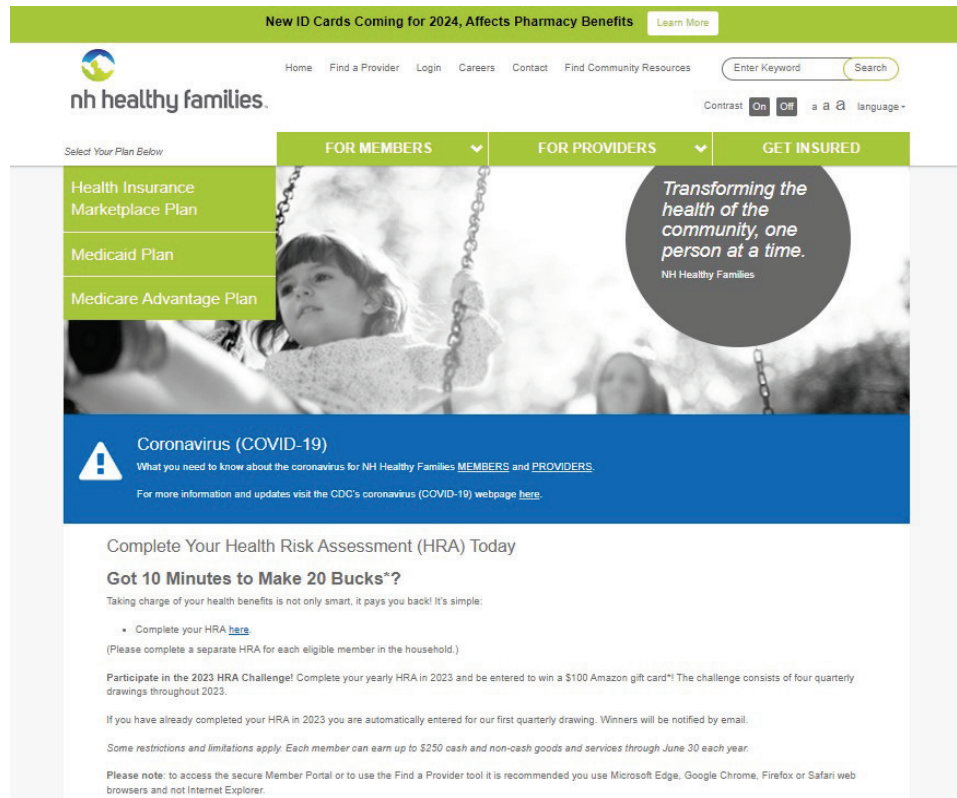 New ID Cards Coming for 2024, Affects Pharmacy Benefits Learn More
nh healthy families.
Home Find a Provider Login Careers Contact Find Community Resources Enter Keyword Search
Contrast On Off a a a language
Select Your Plan Below FOR MEMBERS FOR PROVIDERS GET INSURED
Health Insurance
Marketplace Plan
Medicaid Plan
Medicare Advantage Plan
Transforming the
health of the
community, one
person at a time.
NH Healthy Families
Coronavirus (COVID-19)
What you need to know about the coronavirus for NH Healthy Families MEMBERS and PROVIDERS.
For more information and updates visit the CDC's coronavirus (COVID-19) webpage here.
Complete Your Health Risk Assessment (HRA) Today
Got 10 Minutes to Make 20 Bucks*?
Taking charge of your health benefits is not only smart, it pays you back! It's simple:
• Complete your HRA here.
(Please complete a separate HRA for each eligible member in the household.)
Participate in the 2023 HRA Challenge! Complete your yearly HRA in 2023 and be entered to win a $100 Amazon gift card*! The challenge consists of four quarterly
drawings throughout 2023.
If you have already completed your HRA in 2023 you are automatically entered for our first quarterly drawing. Winners will be notified by email.
Some restrictions and limitations apply. Each member can earn up to $250 cash and non-cash goods and services through June 30 each year.
Please note: to access the secure Member Portal or to use the Find a Provider tool it is recommended you use Microsoft Edge, Google Chrome, Firefox or Safari web
browsers and not Internet Explorer.